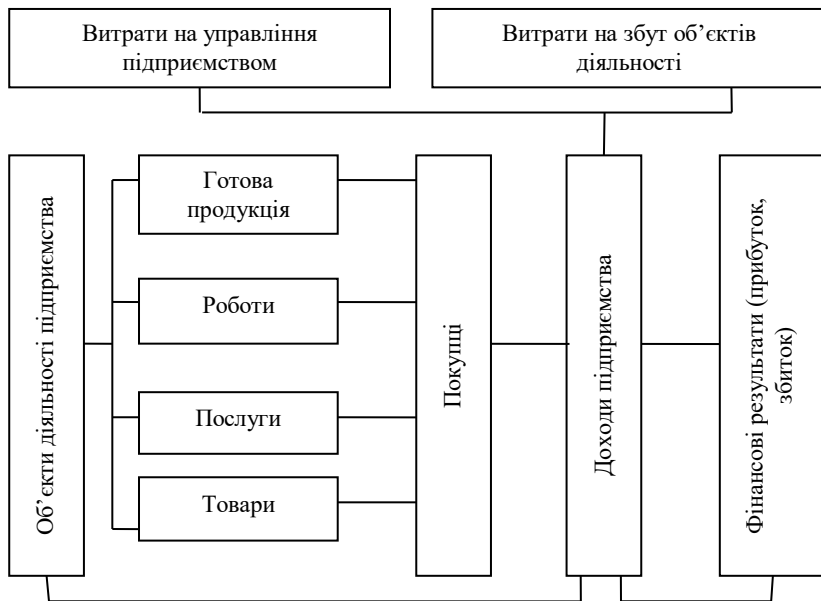 Витрати на управління
підприємством
Витрати на збут об’єктів
діяльності
Об’єкти діяльності підприємства
Готова
продукція
Роботи
Послуги
Товари
Покупці
Доходи підприємства
Фінансові результати (прибуток,
збиток)